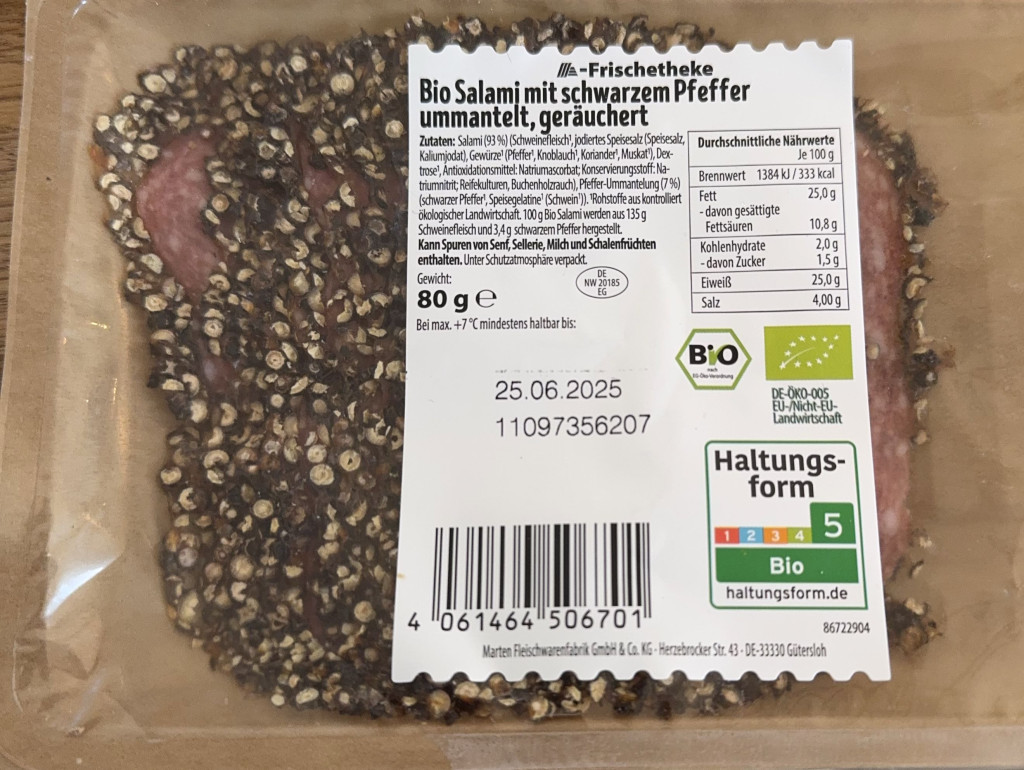 -Frischetheke
Bio Salami mit schwarzem Pfeffer
ummantelt, geräuchert
Zutaten: Salami (93 %) (Schweinefleisch¹, jodiertes Speisesalz (Speisesalz,
Kaliumjodat), Gewürze¹ (Pfeffer¹, Knoblauch¹, Koriander¹, Muskat¹), Dex-
trose¹, Antioxidationsmittel: Natriumascorbat; Konservierungsstoff: Na-
triumnitrit; Reifekulturen, Buchenholzrauch), Pfeffer-Ummantelung (7 %)
(schwarzer Pfeffer¹, Speisegelatine¹ (Schwein¹)). ¹Rohstoffe aus kontrolliert
ökologischer Landwirtschaft. 100 g Bio Salami werden aus 135 g
Schweinefleisch und 3,4 g schwarzem Pfeffer hergestellt.
Kann Spuren von Senf, Sellerie, Milch und Schalenfrüchten
enthalten. Unter Schutzatmosphäre verpackt.
Gewicht:
80 g e
DE
NW 20185
EG
Bei max. +7 °C mindestens haltbar bis:
25.06.2025
11097356207
Durchschnittliche Nährwerte
Je 100 g
Brennwert 1384 kJ / 333 kcal
Fett 25,0 g
- davon gesättigte
Fettsäuren 10,8 g
Kohlenhydrate 2,0 g
- davon Zucker 1,5 g
Eiweiß 25,0 g
Salz 4,00 g
Bio
nach
EG-Öko-Verordnung
DE-ÖKO-005
EU-/Nicht-EU-
Landwirtschaft
Haltungs-
form
1 2 3 4 5
Bio
haltungsform.de
4 061464 506701
86722904
Marten Fleischwarenfabrik GmbH & Co. KG - Herzebrocker Str. 43 - DE-33330 Gütersloh